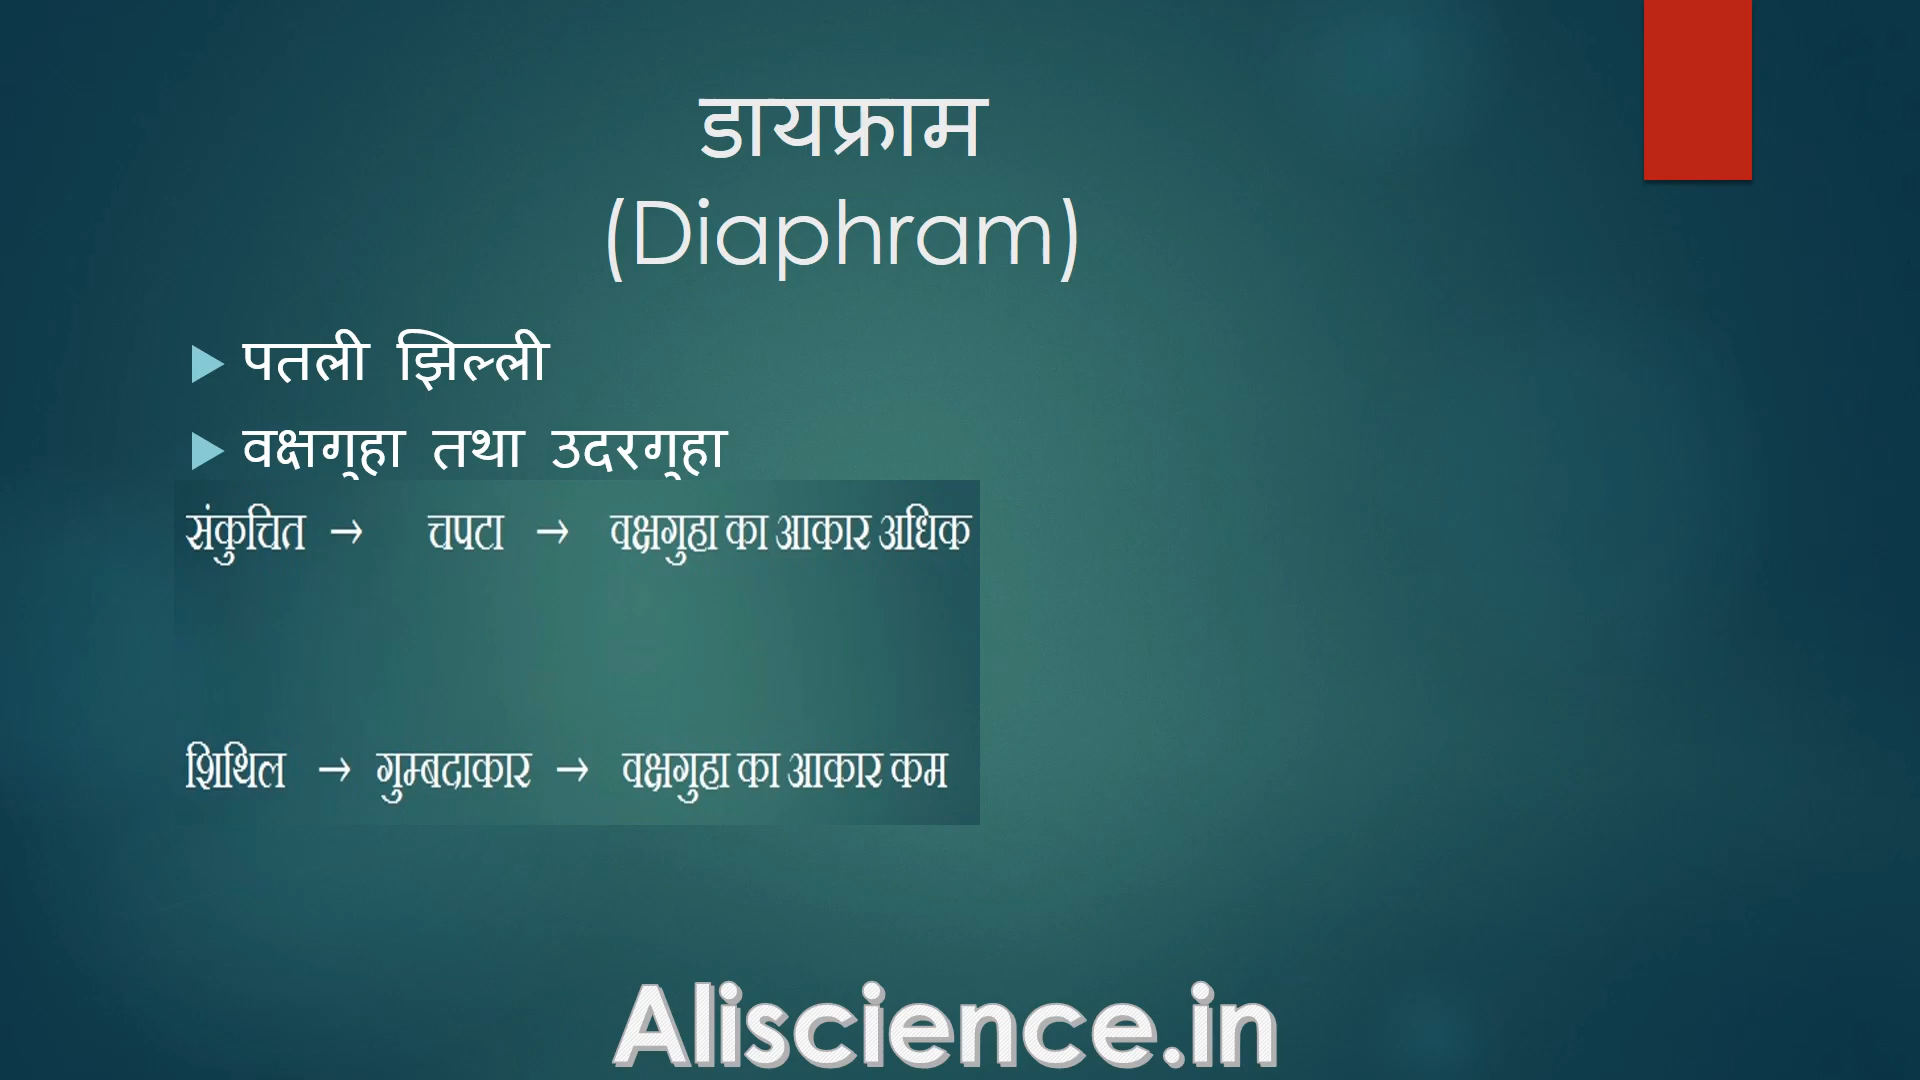 डायफ्राम
(Diaphram)
पतली झिल्ली
वक्षगुहा तथा उदरगुहा
संकुचित → चपटा → वक्षगुहा का आकार अधिक
शिथिल → गुम्बदाकार → वक्षगुहा का आकार कम
Aliscience.in